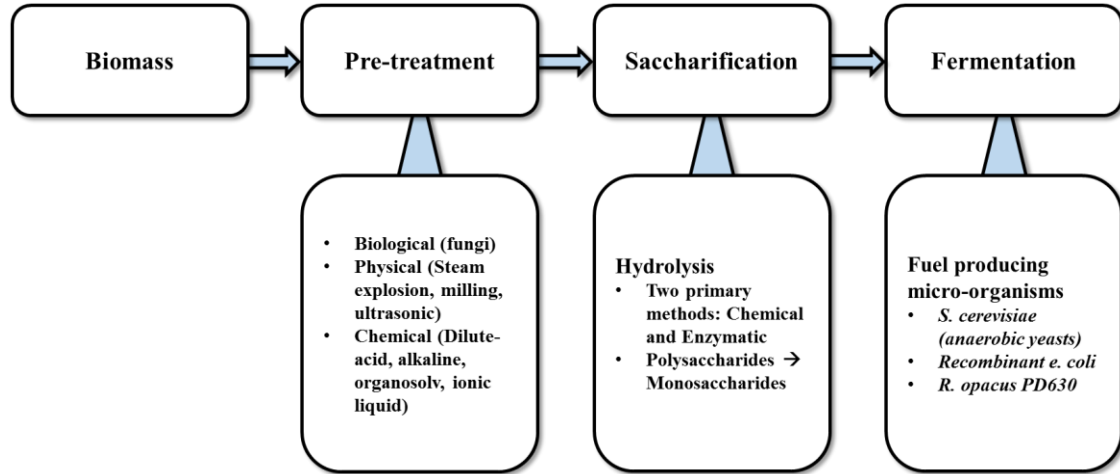 Biomass
Pre-treatment
Saccharification
Fermentation
• Biological (fungi)
• Physical (Steam
explosion, milling,
ultrasonic)
• Chemical (Dilute-
acid, alkaline,
organosolv, ionic
liquid)
Hydrolysis
• Two primary
methods: Chemical
and Enzymatic
• Polysaccharides →
Monosaccharides
Fuel producing
micro-organisms
• S. cerevisiae
(anaerobic yeasts)
• Recombinant e. coli
• R. opacus PD630